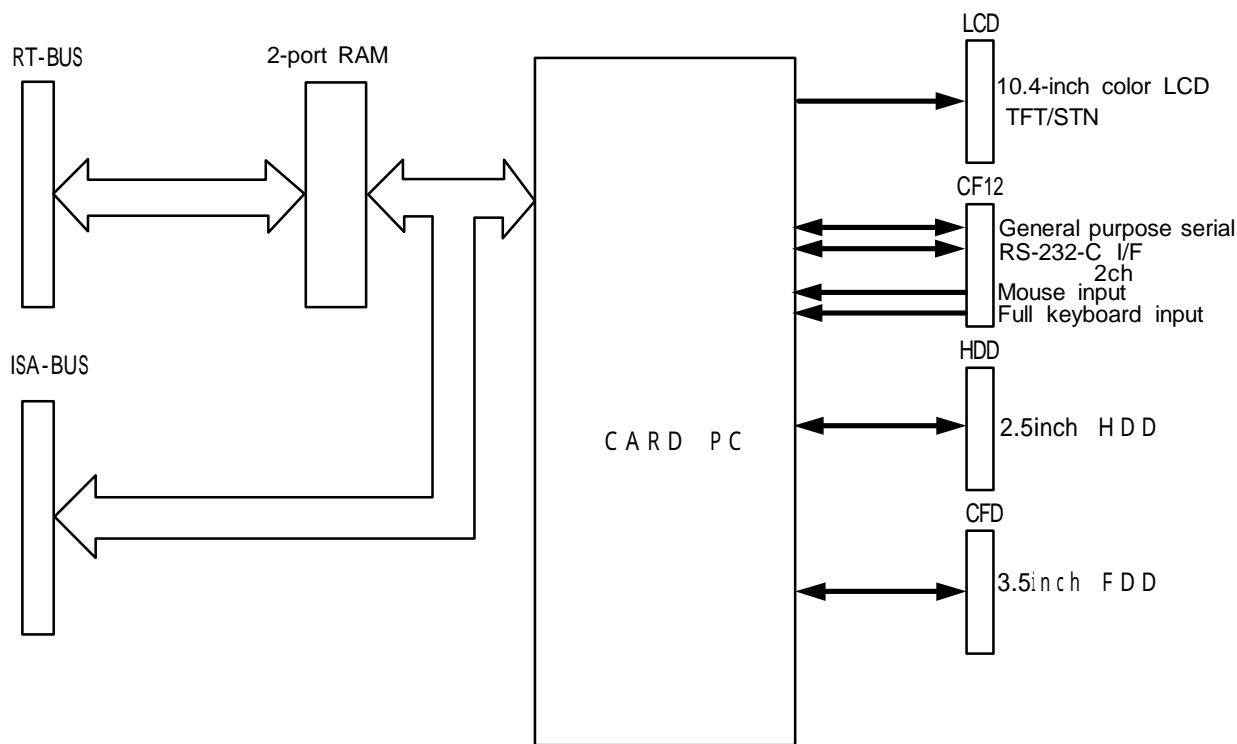 RT-BUS
2-port RAM
ISA-BUS
CARD PC
LCD
10.4-inch color LCD
TFT/STN
CF12
General purpose serial
RS-232-C I/F
2ch
Mouse input
Full keyboard input
HDD
2.5inch HDD
CFD
3.5inch FDD